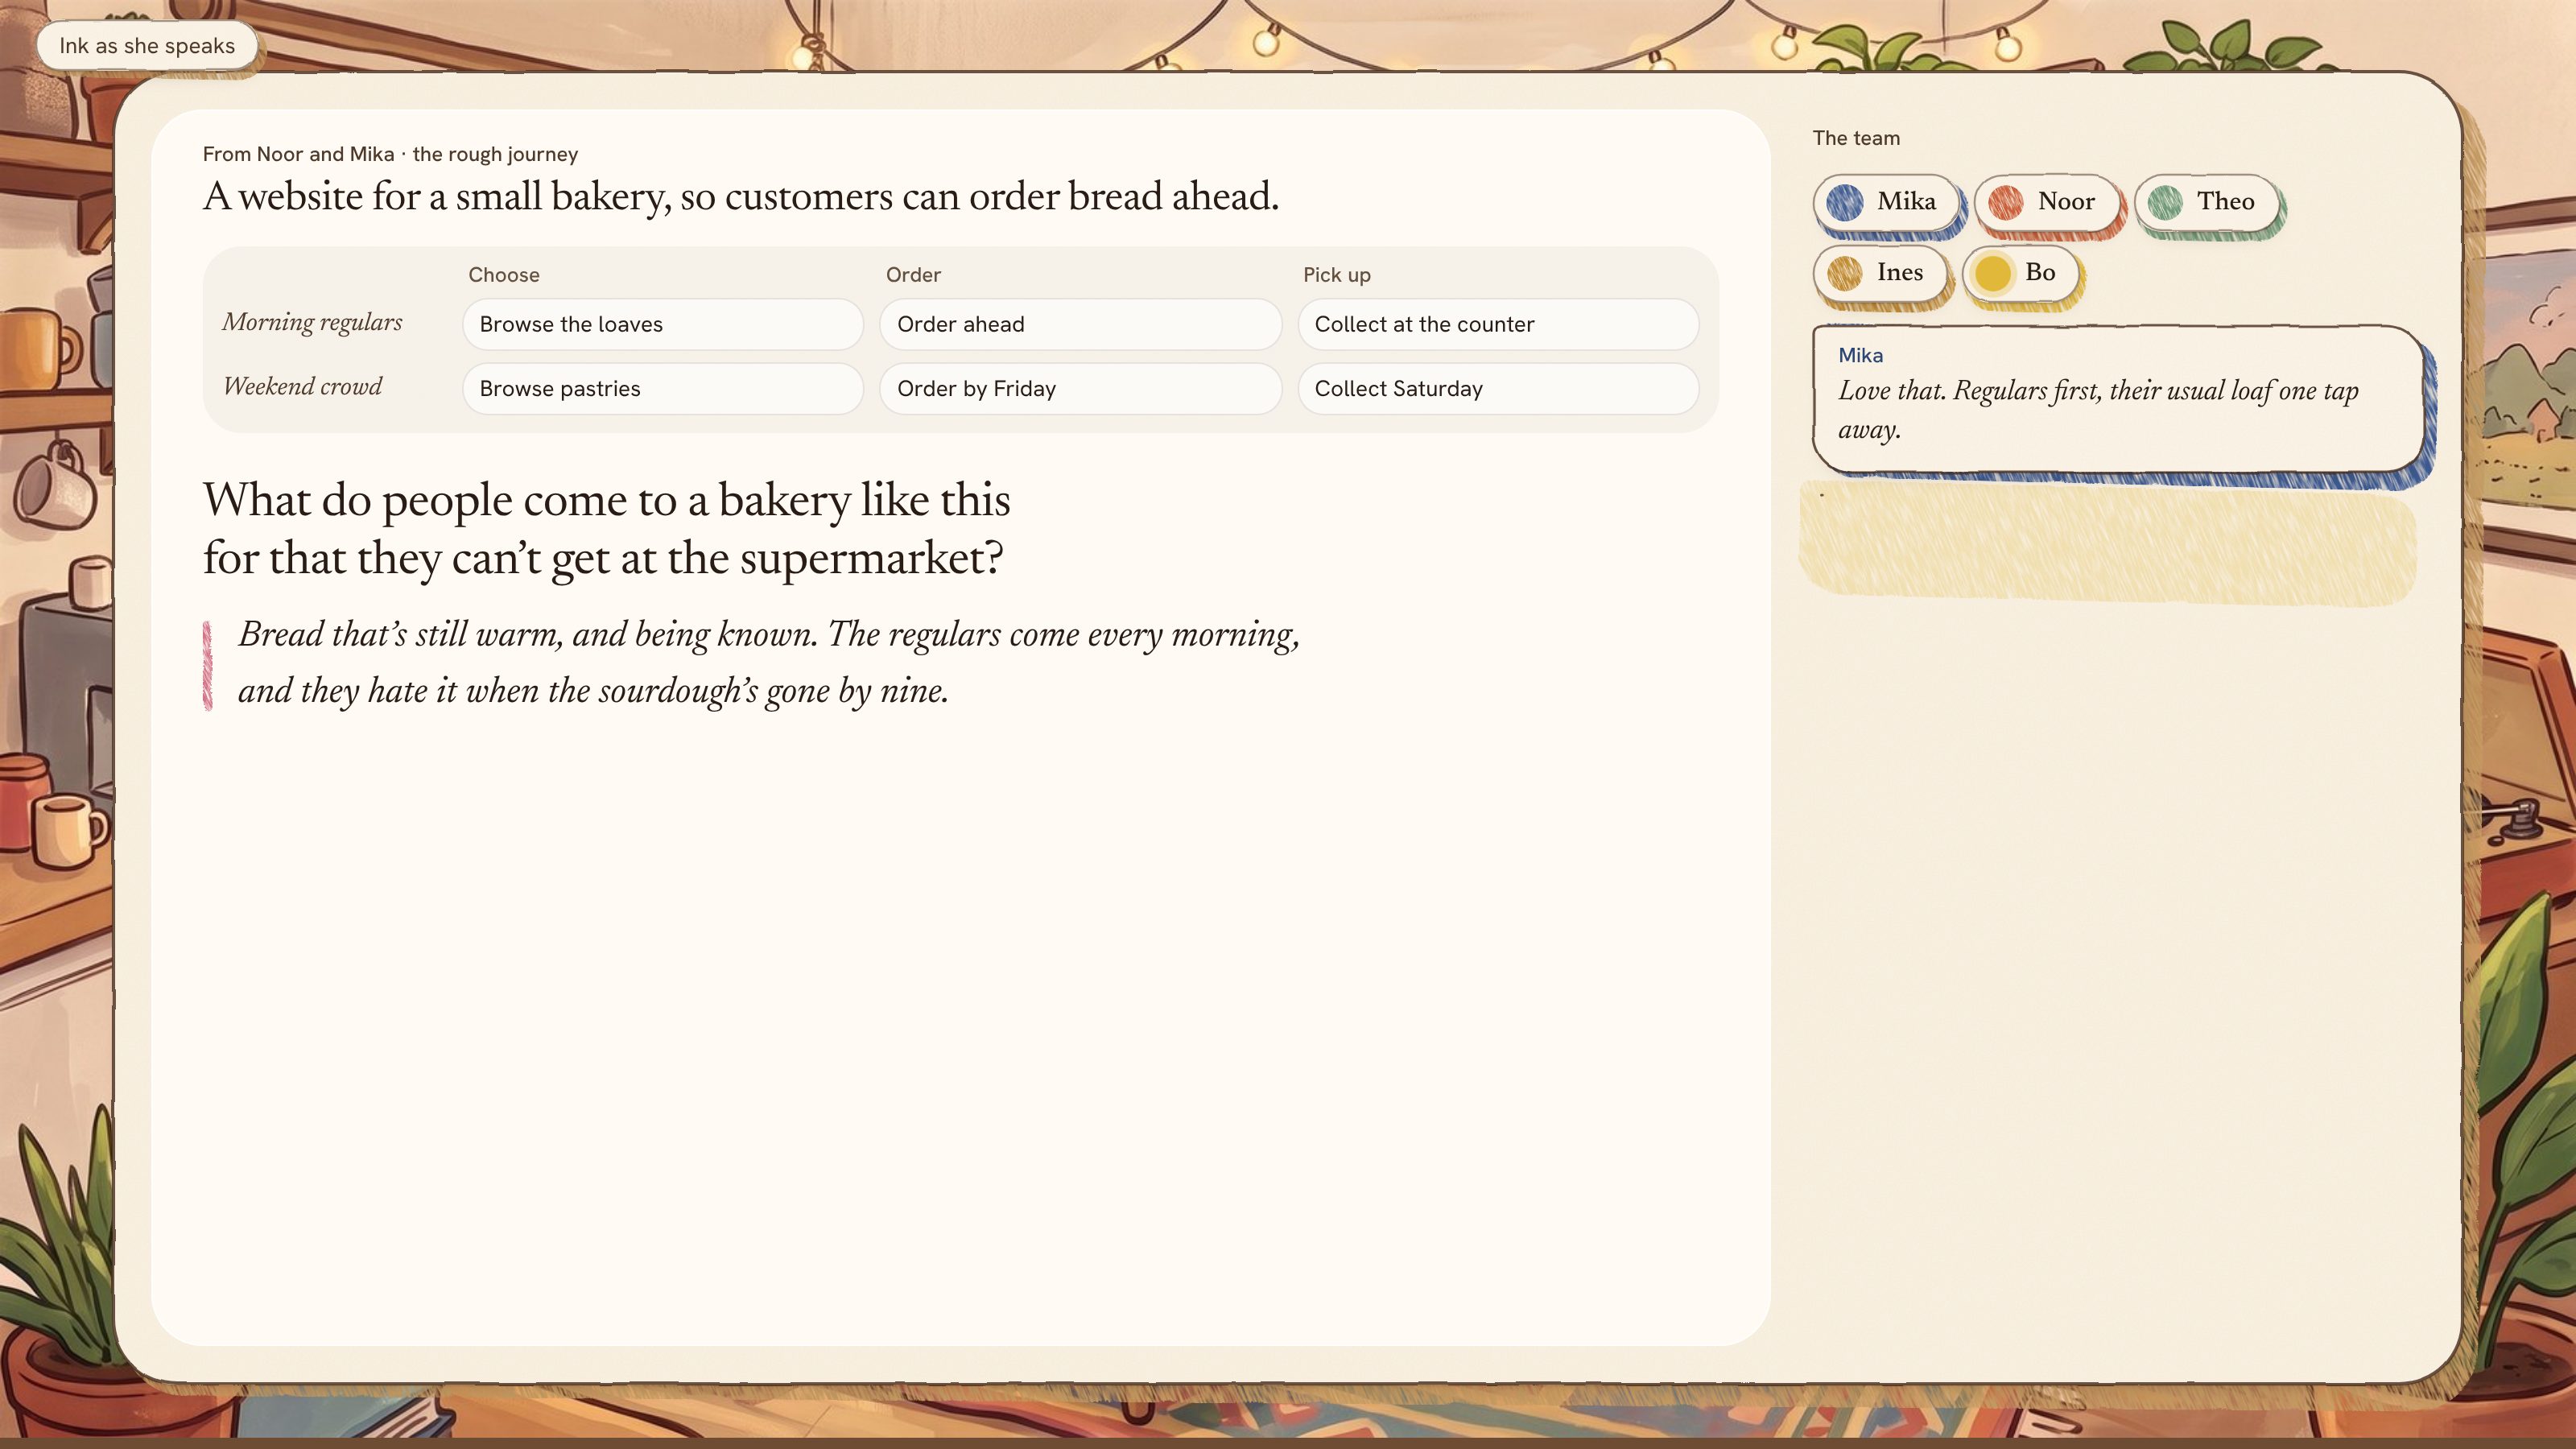 Ink as she speaks
From Noor and Mika · the rough journey
A website for a small bakery, so customers can order bread ahead.
Choose Order Pick up
Morning regulars Browse the loaves Order ahead Collect at the counter
Weekend crowd Browse pastries Order by Friday Collect Saturday
What do people come to a bakery like this
for that they can’t get at the supermarket?
Bread that’s still warm, and being known. The regulars come every morning,
and they hate it when the sourdough’s gone by nine.
The team
Mika Noor Theo
Ines Bo
Mika
Love that. Regulars first, their usual loaf one tap
away.